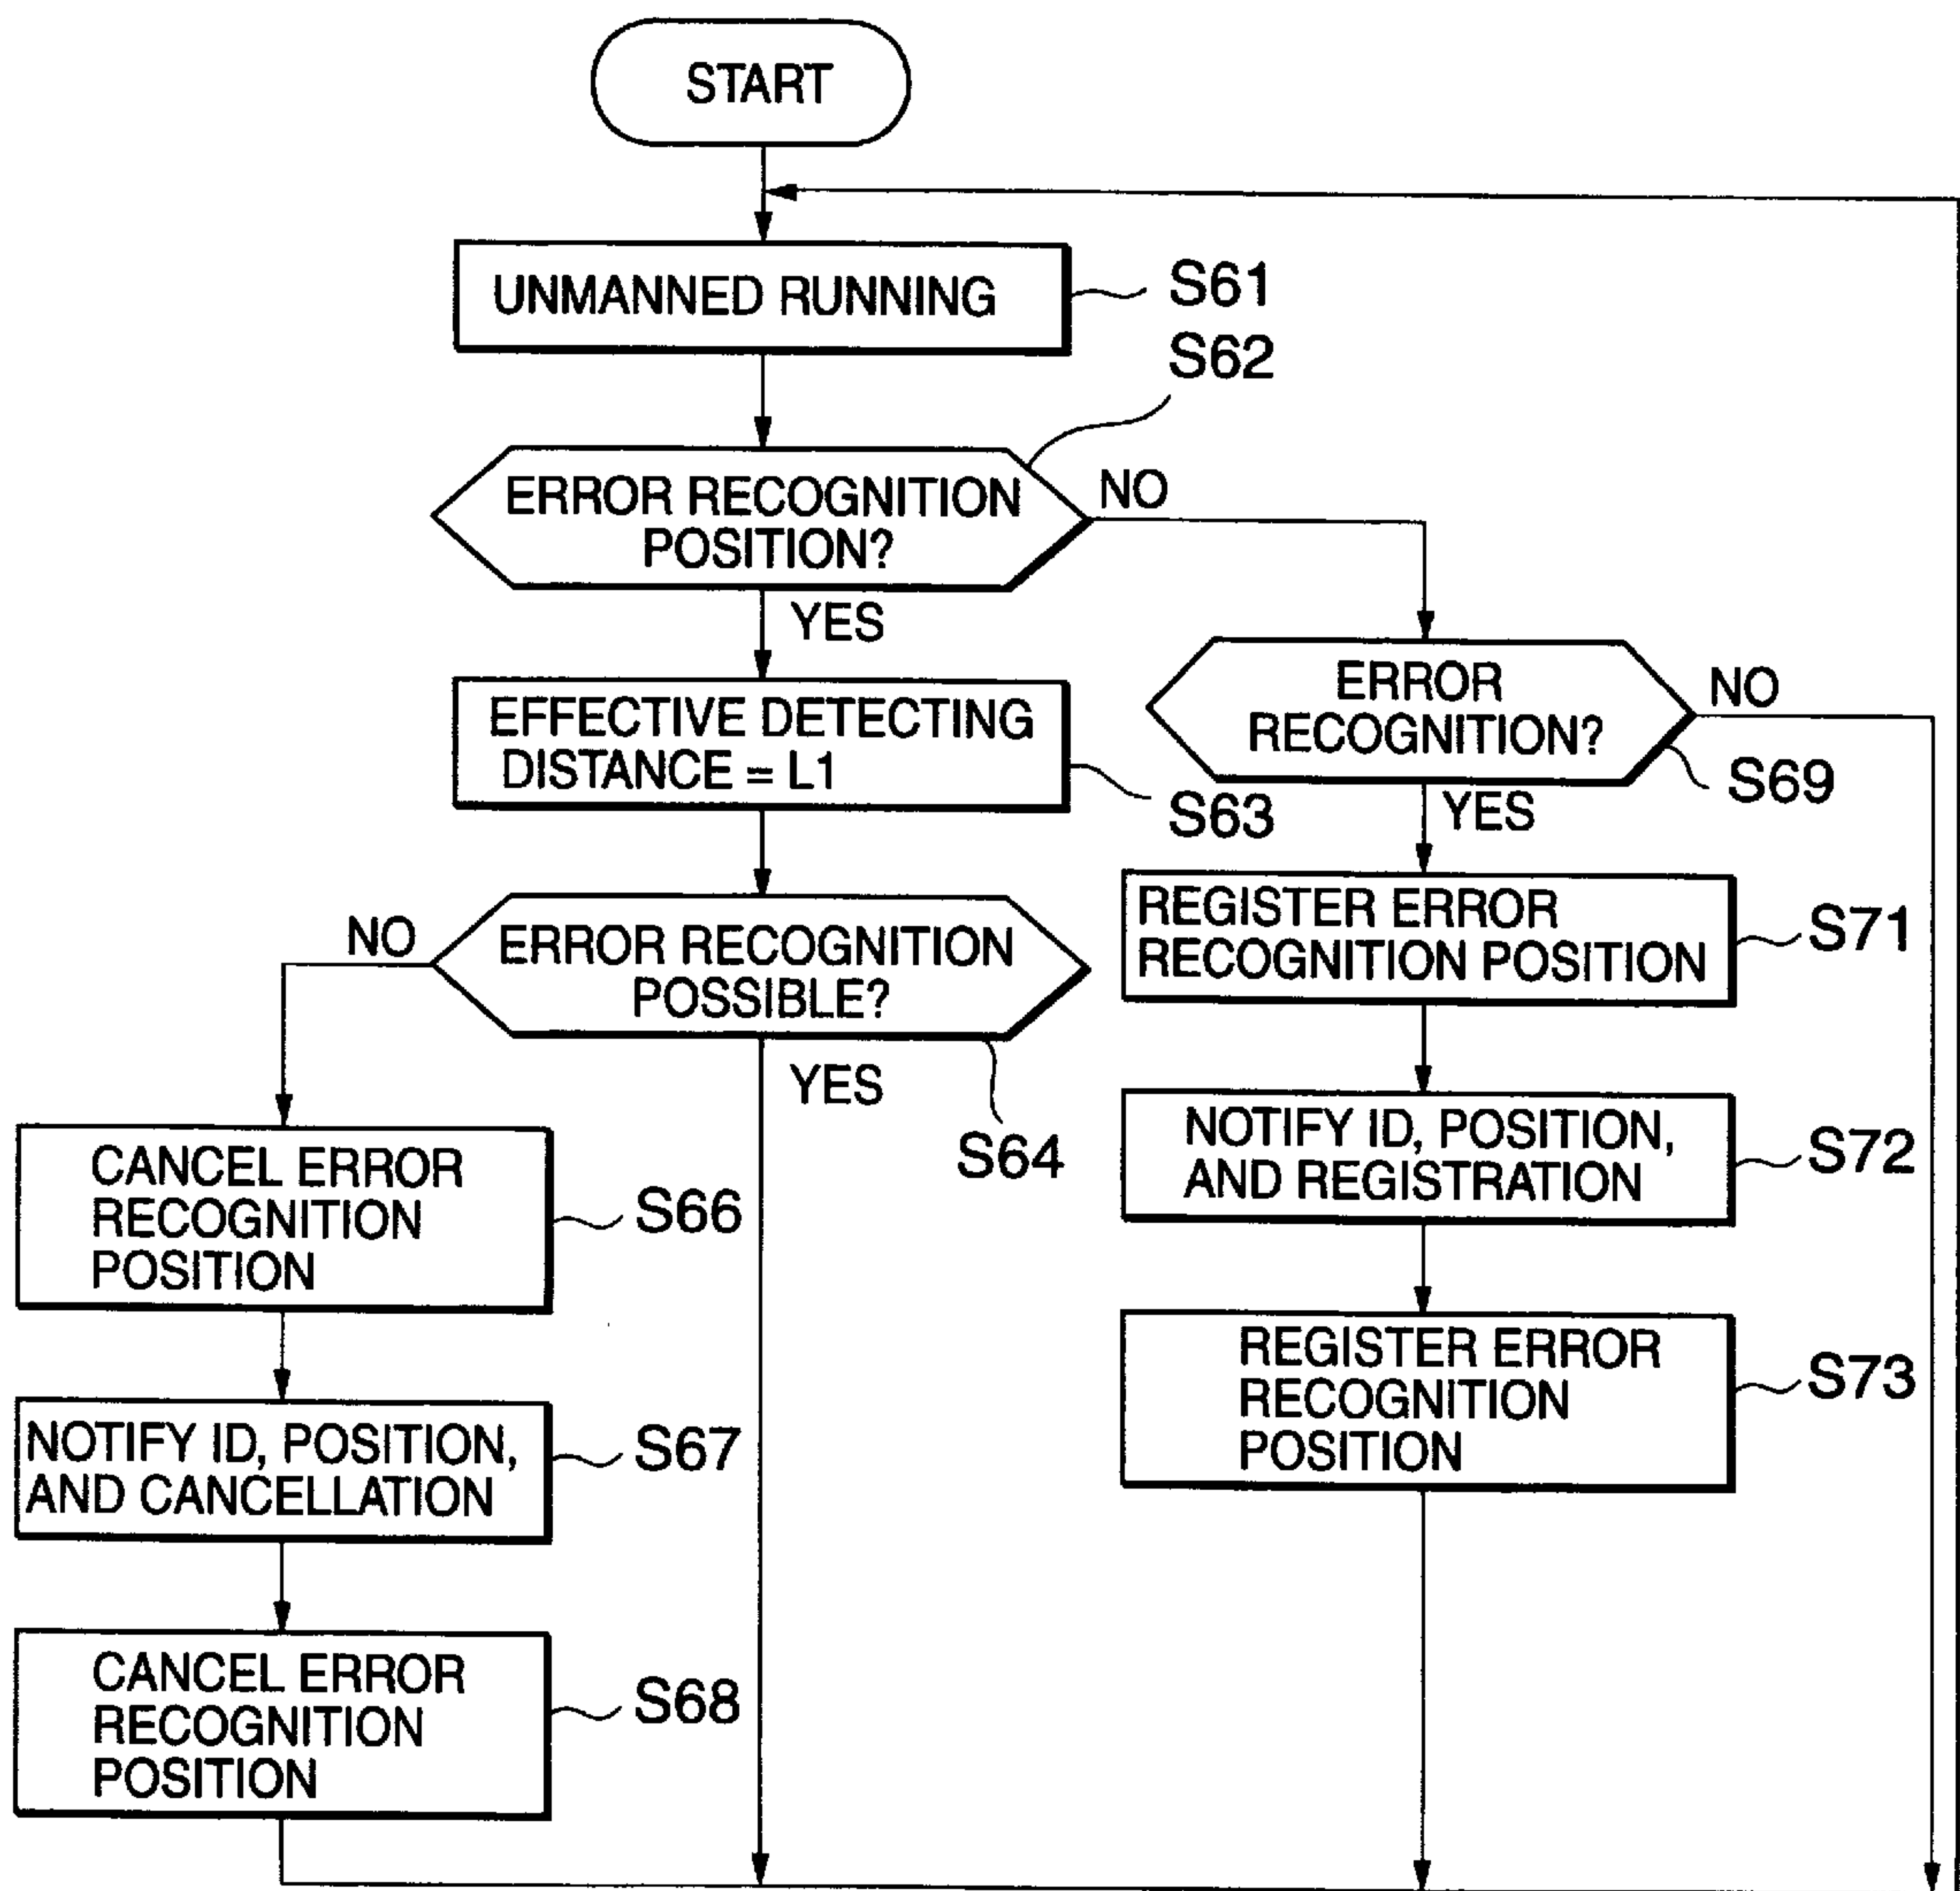 START
UNMANNED RUNNING
S61
S62
ERROR RECOGNITION
POSITION?
NO
YES
EFFECTIVE DETECTING
DISTANCE = L1
S63
ERROR
RECOGNITION?
NO
S69
YES
ERROR RECOGNITION
POSSIBLE?
NO
YES
S64
REGISTER ERROR
RECOGNITION POSITION
S71
CANCEL ERROR
RECOGNITION
POSITION
S66
NOTIFY ID, POSITION,
AND REGISTRATION
S72
NOTIFY ID, POSITION,
AND CANCELLATION
S67
REGISTER ERROR
RECOGNITION
POSITION
S73
CANCEL ERROR
RECOGNITION
POSITION
S68